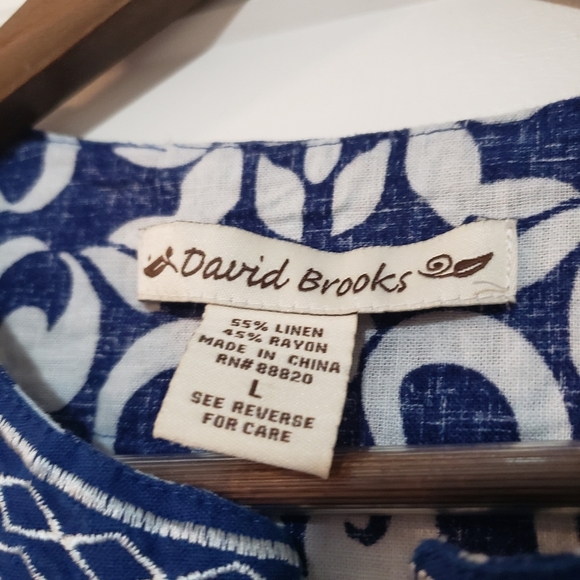 David Brooks
55% LINEN
45% RAYON
MADE IN CHINA
RN#88820
L
SEE REVERSE
FOR CARE